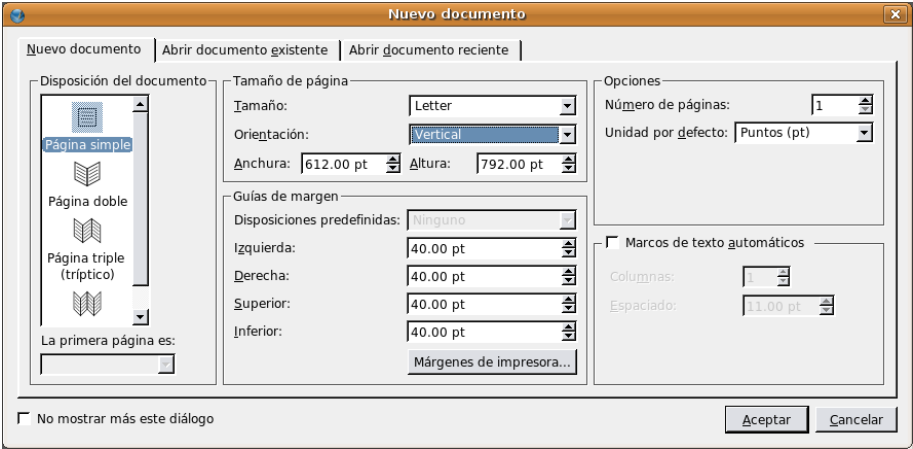 Nuevo documento
Nuevo documento
Abrir documento existente
Abrir documento reciente
Disposición del documento
Página simple
Página doble
Página triple
(tríptico)
La primera página es:
Tamaño de página
Tamaño: Letter
Orientación: Vertical
Anchura: 612.00 pt Altura: 792.00 pt
Guías de margen
Disposiciones predefinidas: Ninguno
Izquierda: 40.00 pt
Derecha: 40.00 pt
Superior: 40.00 pt
Inferior: 40.00 pt
Márgenes de impresora...
Opciones
Número de páginas: 1
Unidad por defecto: Puntos (pt)
Marcos de texto automáticos
Columnas: 1
Espaciado: 11.00 pt
No mostrar más este diálogo
Aceptar
Cancelar